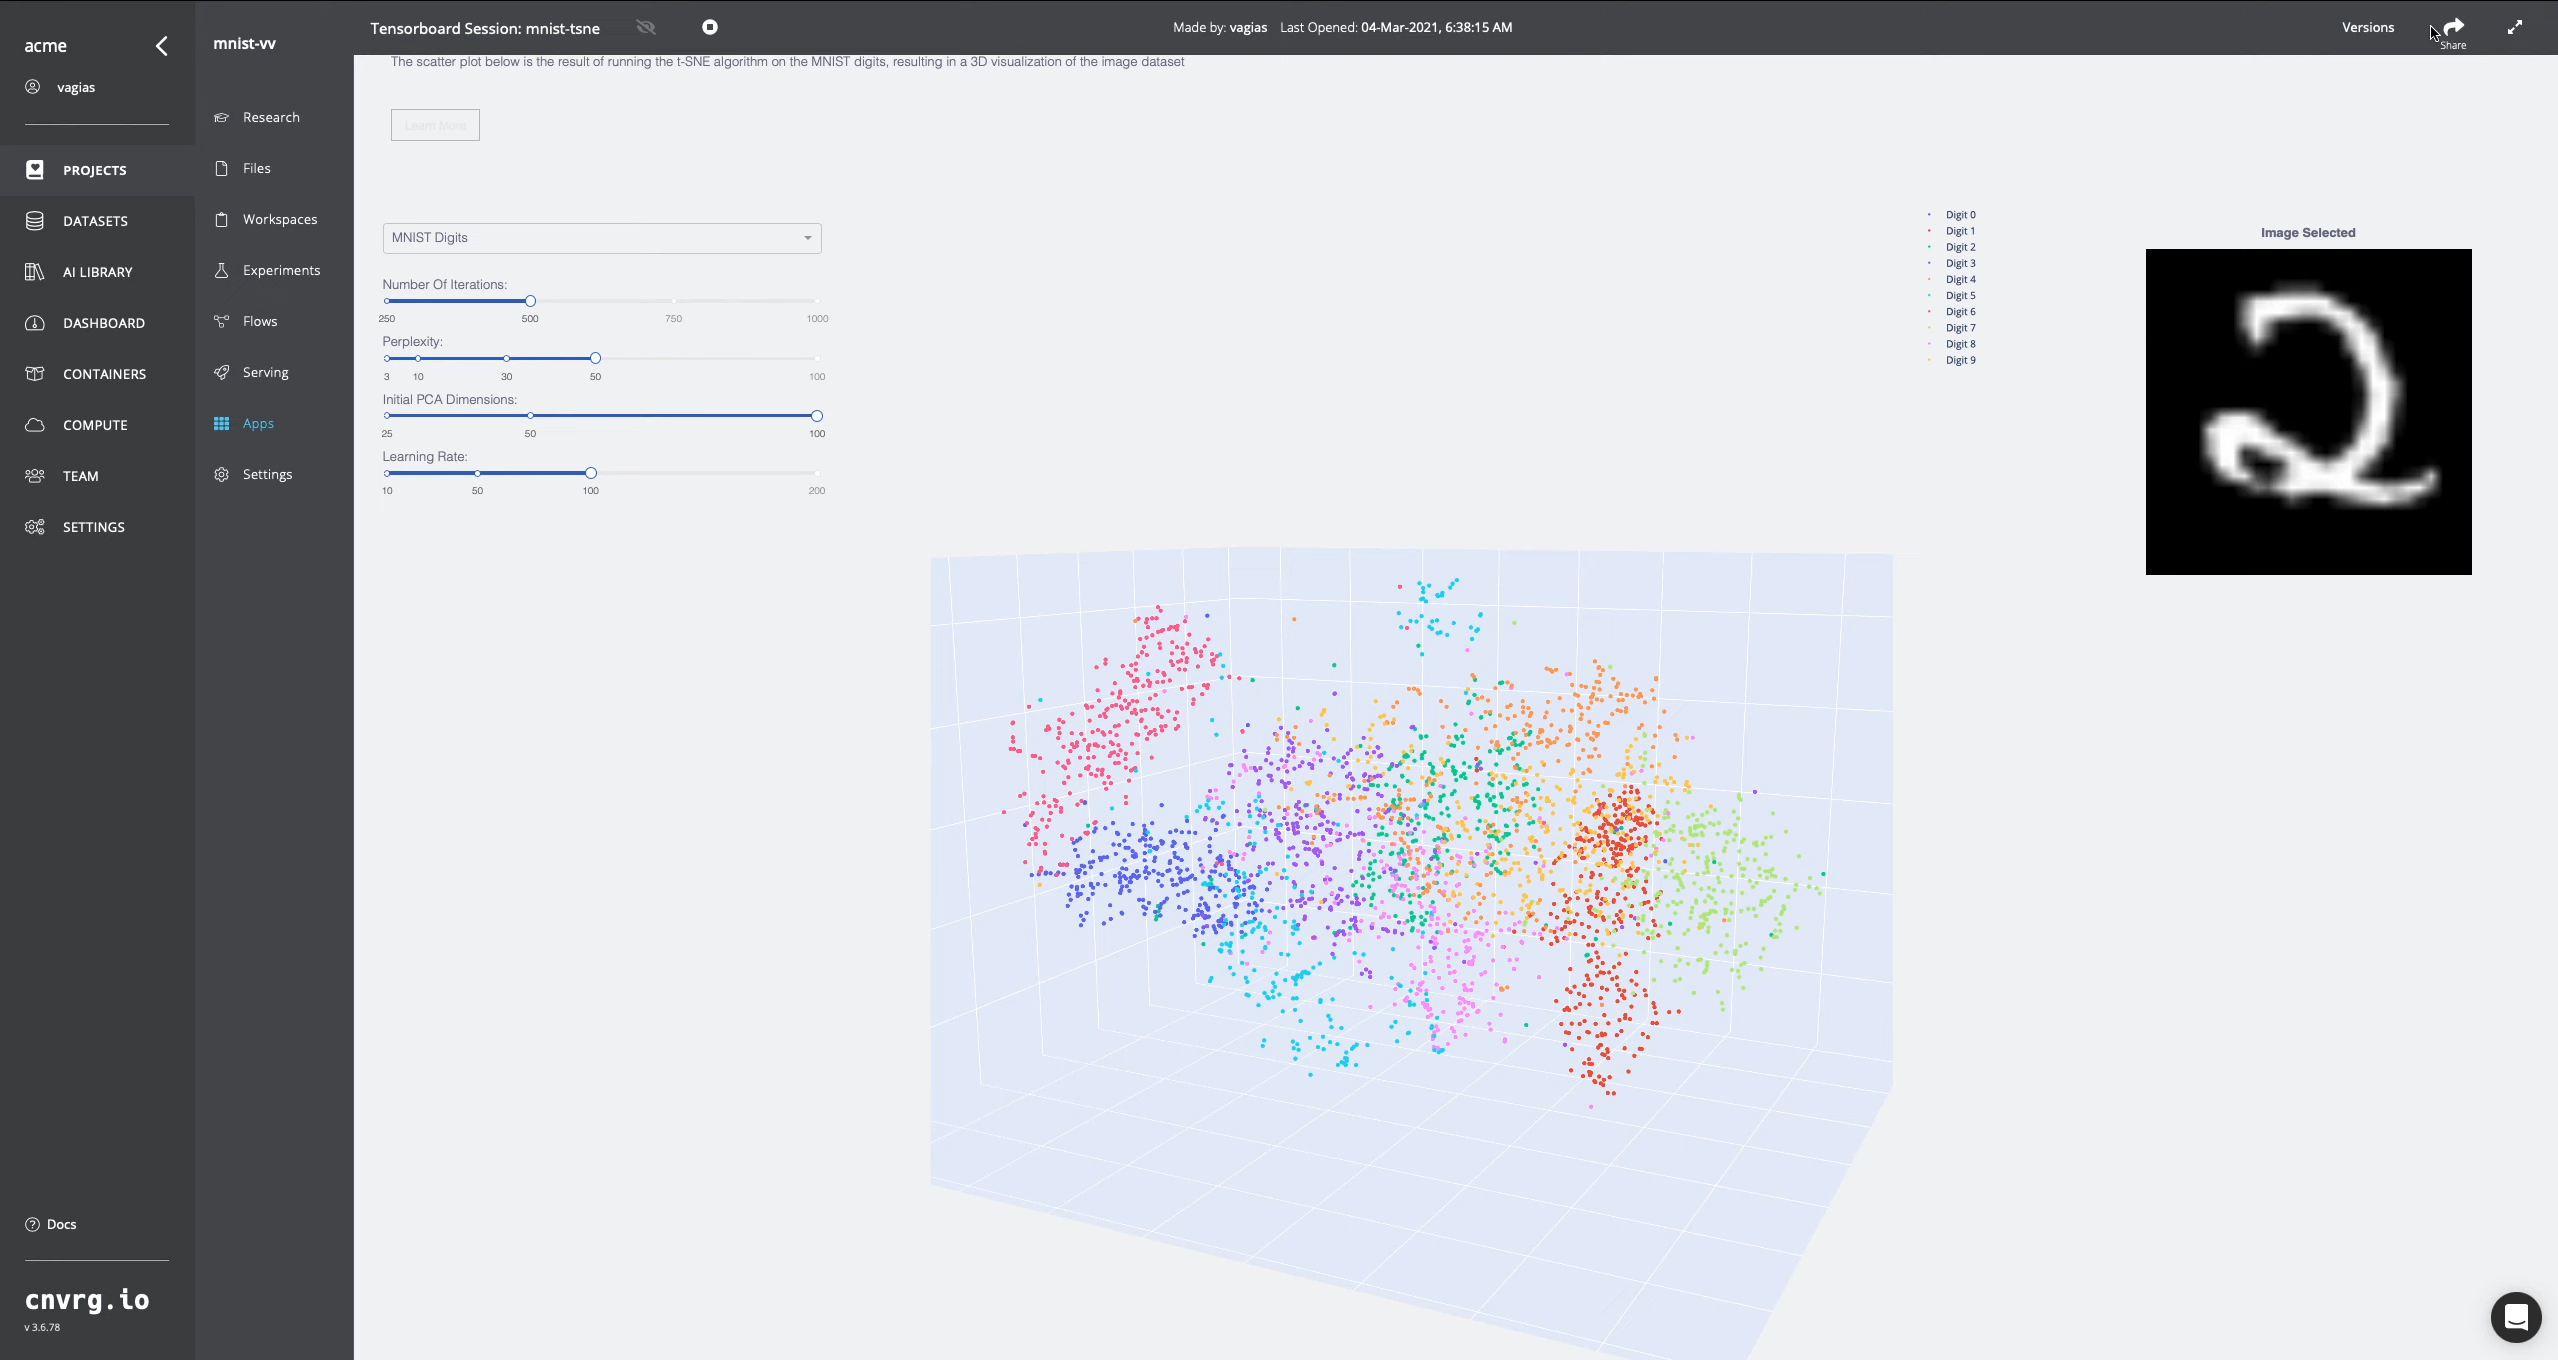 acme
vagias
PROJECTS
DATASETS
AI LIBRARY
DASHBOARD
CONTAINERS
COMPUTE
TEAM
SETTINGS
Docs
cnvrg.io
v 3.6.78
mnist-vv
Research
Files
Workspaces
Experiments
Flows
Serving
Apps
Settings
Tensorboard Session: mnist-tsne
Made by: vagias Last Opened: 04-Mar-2021, 6:38:15 AM
Versions
Share
The scatter plot below is the result of running the t-SNE algorithm on the MNIST digits, resulting in a 3D visualization of the image dataset
Learn More
MNIST Digits
Number Of Iterations:
250 500 750 1000
Perplexity:
3 10 30 50 100
Initial PCA Dimensions:
25 50 100
Learning Rate:
10 50 100 200
Digit 0
Digit 1
Digit 2
Digit 3
Digit 4
Digit 5
Digit 6
Digit 7
Digit 8
Digit 9
Image Selected
2